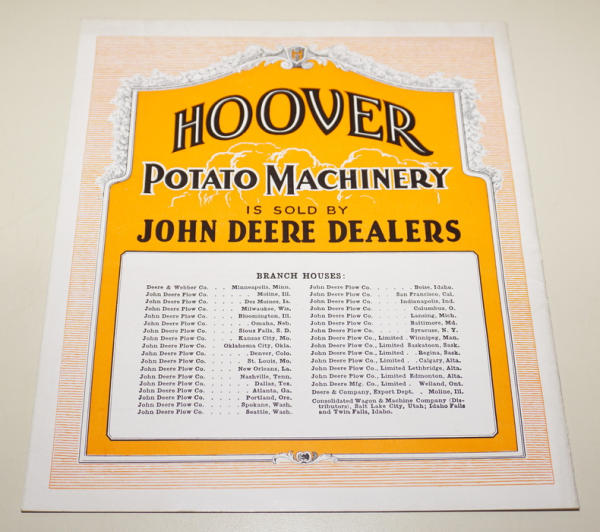 HOOVER
POTATO MACHINERY
IS SOLD BY
JOHN DEERE DEALERS
BRANCH HOUSES:
Deere & Webber Co. . . . Minneapolis, Minn.
John Deere Plow Co. . . . . . . . Moline, Ill.
John Deere Plow Co. . . . . . Des Moines, Ia.
John Deere Plow Co. . . . . . Milwaukee, Wis.
John Deere Plow Co. . . . . Bloomington, Ill.
John Deere Plow Co. . . . . . . Omaha, Neb.
John Deere Plow Co. . . . . Sioux Falls, S. D.
John Deere Plow Co. . . . . Kansas City, Mo.
John Deere Plow Co. . . Oklahoma City, Okla.
John Deere Plow Co. . . . . . . Denver, Colo.
John Deere Plow Co. . . . . . . St. Louis, Mo.
John Deere Plow Co. . . . . New Orleans, La.
John Deere Plow Co. . . . . Nashville, Tenn.
John Deere Plow Co. . . . . . . . Dallas, Tex.
John Deere Plow Co. . . . . . . . Atlanta, Ga.
John Deere Plow Co. . . . . . Portland, Ore.
John Deere Plow Co. . . . . Spokane, Wash.
John Deere Plow Co. . . . . . Seattle, Wash.
John Deere Plow Co. . . . . . . Boise, Idaho.
John Deere Plow Co. . . . San Francisco, Cal.
John Deere Plow Co. . . . . Indianapolis, Ind.
John Deere Plow Co. . . . . . . Columbus, O.
John Deere Plow Co. . . . . . Lansing, Mich.
John Deere Plow Co. . . . . . Baltimore, Md.
John Deere Plow Co. . . . . . Syracuse, N. Y.
John Deere Plow Co., Limited . Winnipeg, Man.
John Deere Plow Co., Limited Saskatoon, Sask.
John Deere Plow Co., Limited . . Regina, Sask.
John Deere Plow Co., Limited . . Calgary, Alta.
John Deere Plow Co., Limited Lethbridge, Alta.
John Deere Plow Co., Limited Edmonton, Alta.
John Deere Mfg. Co., Limited . Welland, Ont.
Deere & Company, Export Dept. . . Moline, Ill.
Consolidated Wagon & Machine Company (Dis-
tributors), Salt Lake City, Utah; Idaho Falls
and Twin Falls, Idaho.